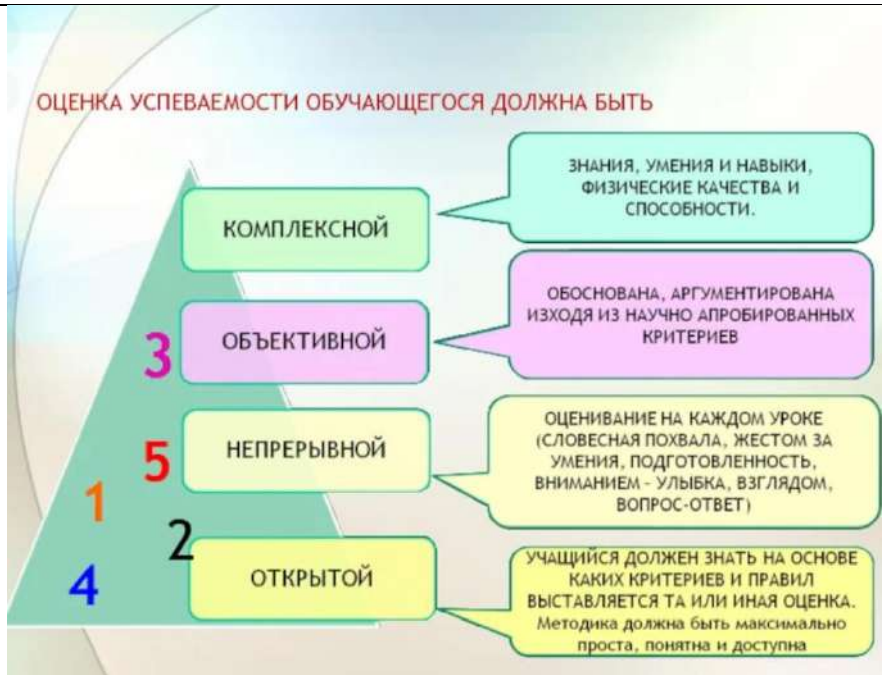 ОЦЕНКА УСПЕВАЕМОСТИ ОБУЧАЮЩЕГОСЯ ДОЛЖНА БЫТЬ
КОМПЛЕКСНОЙ
ЗНАНИЯ, УМЕНИЯ И НАВЫКИ,
ФИЗИЧЕСКИЕ КАЧЕСТВА И
СПОСОБНОСТИ.
3
ОБЪЕКТИВНОЙ
ОБОСНОВАНА, АРГУМЕНТИРОВАНА
ИЗХОДЯ ИЗ НАУЧНО АПРОБИРОВАННЫХ
КРИТЕРИЕВ
5
НЕПРЕРЫВНОЙ
ОЦЕНИВАНИЕ НА КАЖДОМ УРОКЕ
(СЛОВЕСНАЯ ПОХВАЛА, ЖЕСТОМ ЗА
УМЕНИЯ, ПОДГОТОВЛЕННОСТЬ,
ВНИМАНИЕМ - УЛЫБКА, ВЗГЛЯДОМ,
ВОПРОС-ОТВЕТ)
1
2
4
ОТКРЫТОЙ
УЧАЩИЙСЯ ДОЛЖЕН ЗНАТЬ НА ОСНОВЕ
КАКИХ КРИТЕРИЕВ И ПРАВИЛ
ВЫСТАВЛЯЕТСЯ ТА ИЛИ ИНАЯ ОЦЕНКА.
Методика должна быть максимально
проста, понятна и доступна